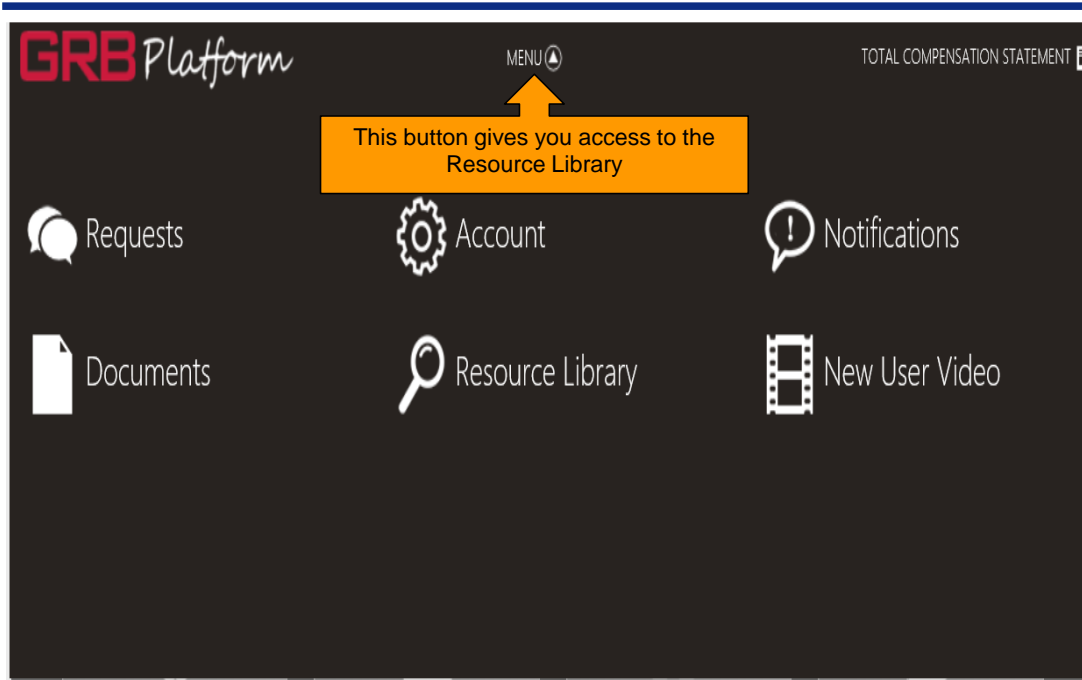 GRB Platform
MENU
TOTAL COMPENSATION STATEMENT
This button gives you access to the
Resource Library
Requests
Account
Notifications
Documents
Resource Library
New User Video